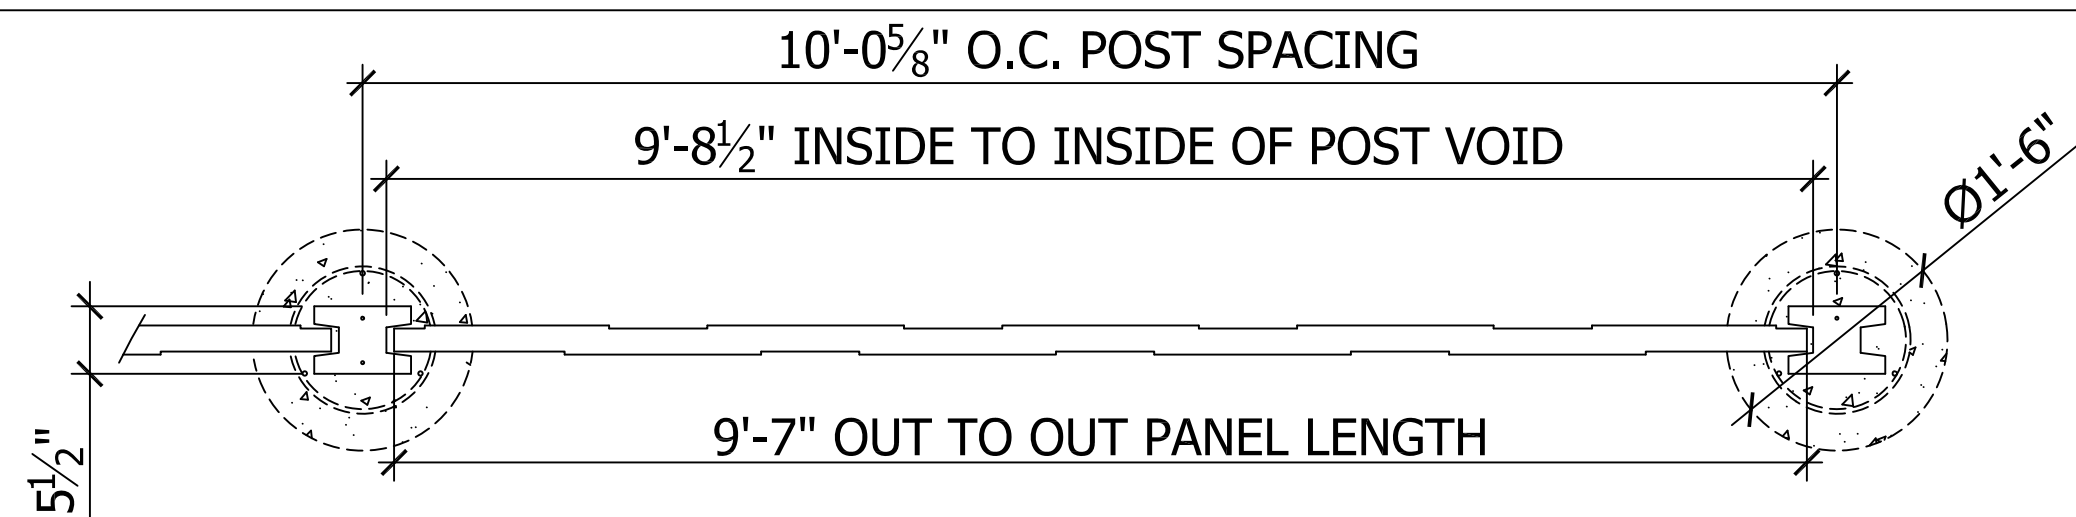 10'-0⅝" O.C. POST SPACING
9'-8½" INSIDE TO INSIDE OF POST VOID
Ø1'-6"
9'-7" OUT TO OUT PANEL LENGTH
5½"